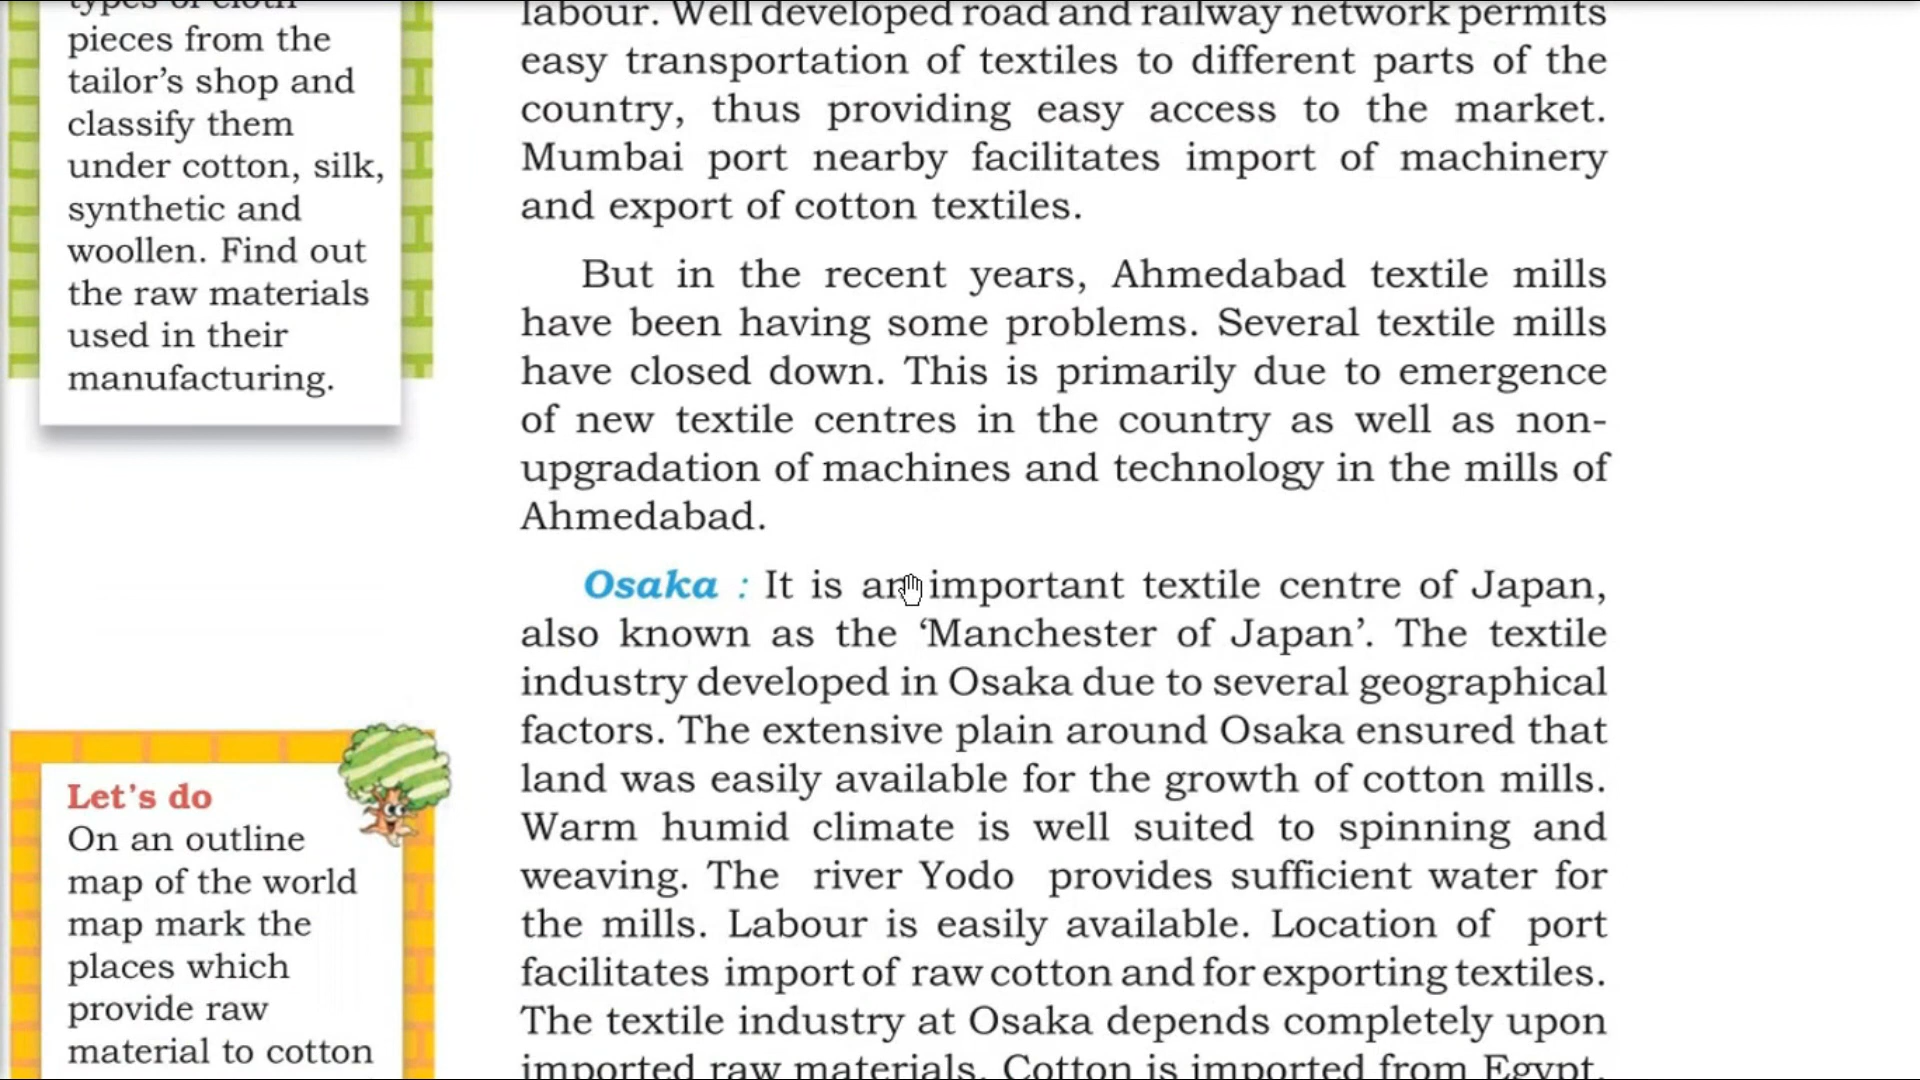 types of cloth
pieces from the
tailor's shop and
classify them
under cotton, silk,
synthetic and
woollen. Find out
the raw materials
used in their
manufacturing.
Let's do
On an outline
map of the world
map mark the
places which
provide raw
material to cotton
labour. Well developed road and railway network permits
easy transportation of textiles to different parts of the
country, thus providing easy access to the market.
Mumbai port nearby facilitates import of machinery
and export of cotton textiles.
But in the recent years, Ahmedabad textile mills
have been having some problems. Several textile mills
have closed down. This is primarily due to emergence
of new textile centres in the country as well as non-
upgradation of machines and technology in the mills of
Ahmedabad.
Osaka : It is an important textile centre of Japan,
also known as the ‘Manchester of Japan’. The textile
industry developed in Osaka due to several geographical
factors. The extensive plain around Osaka ensured that
land was easily available for the growth of cotton mills.
Warm humid climate is well suited to spinning and
weaving. The river Yodo provides sufficient water for
the mills. Labour is easily available. Location of port
facilitates import of raw cotton and for exporting textiles.
The textile industry at Osaka depends completely upon
imported raw materials. Cotton is imported from Egypt,